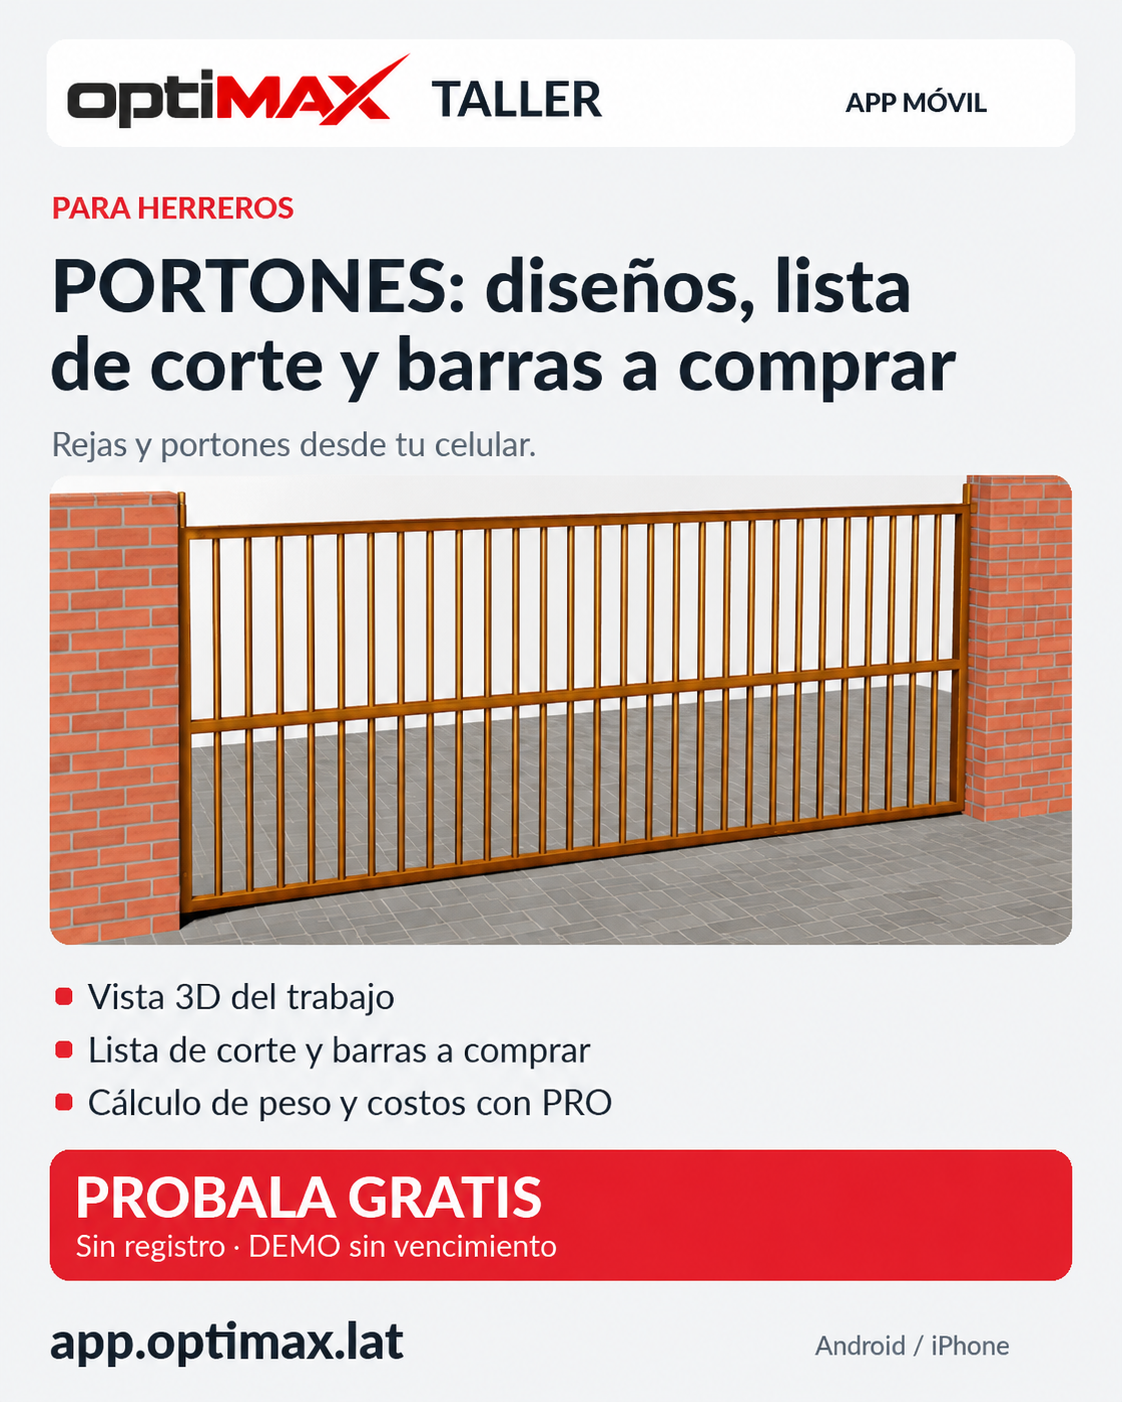 optiMAX TALLER
APP MÓVIL
PARA HERREROS
PORTONES: diseños, lista
de corte y barras a comprar
Rejas y portones desde tu celular.
Vista 3D del trabajo
Lista de corte y barras a comprar
Cálculo de peso y costos con PRO
PROBALA GRATIS
Sin registro · DEMO sin vencimiento
app.optimax.lat
Android / iPhone